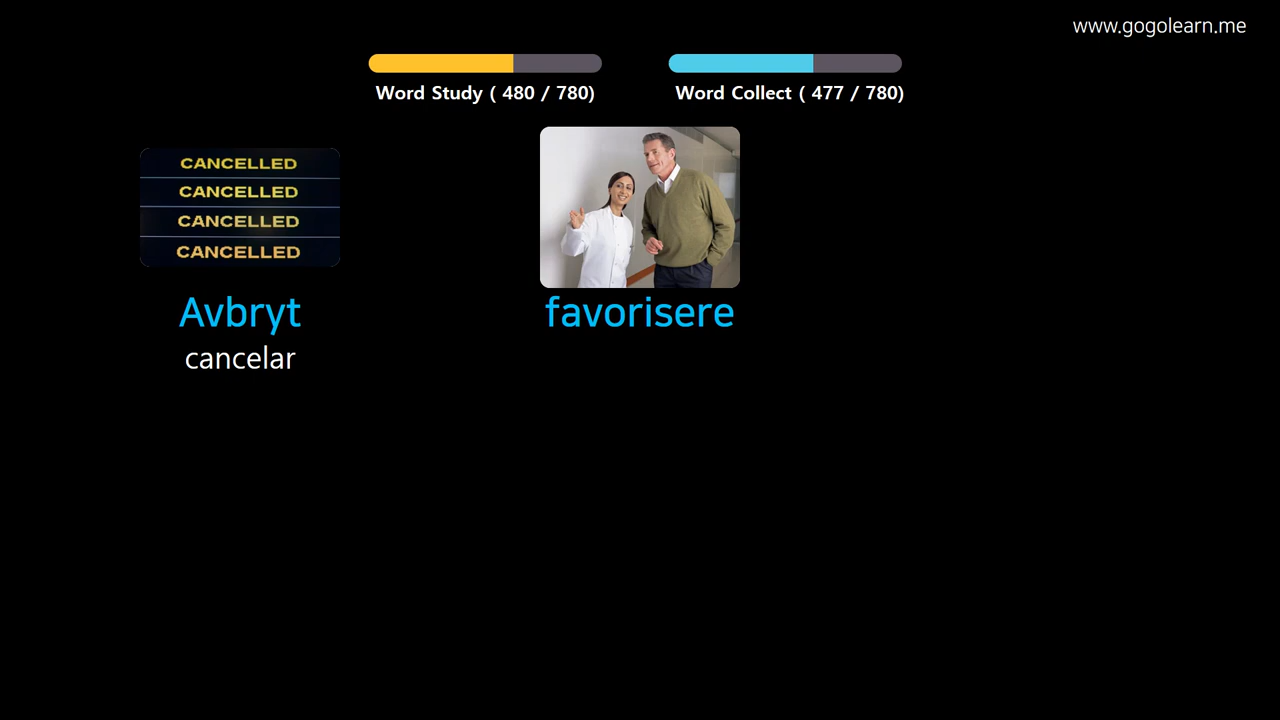 www.gogolearn.me
Word Study ( 480 / 780)
Word Collect ( 477 / 780)
CANCELLED
CANCELLED
CANCELLED
CANCELLED
Avbryt
cancelar
favorisere